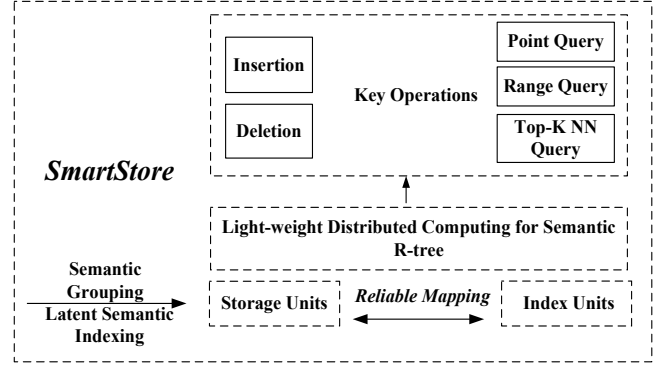 Insertion
Deletion
Key Operations
Point Query
Range Query
Top-K NN
Query
SmartStore
Light-weight Distributed Computing for Semantic
R-tree
Semantic
Grouping
Latent Semantic
Indexing
Storage Units
Reliable Mapping
Index Units